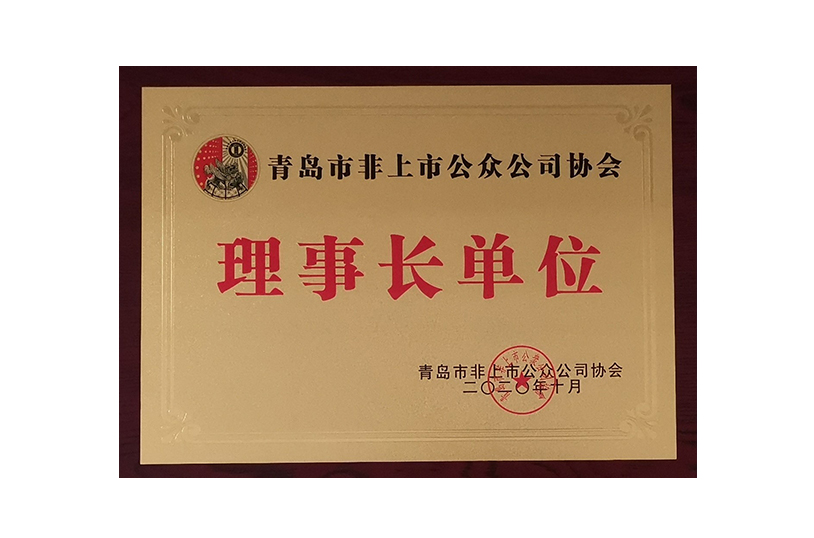 青岛市非上市公众公司协会
理事长单位
青岛市非上市公众公司协会
二〇二〇年十月